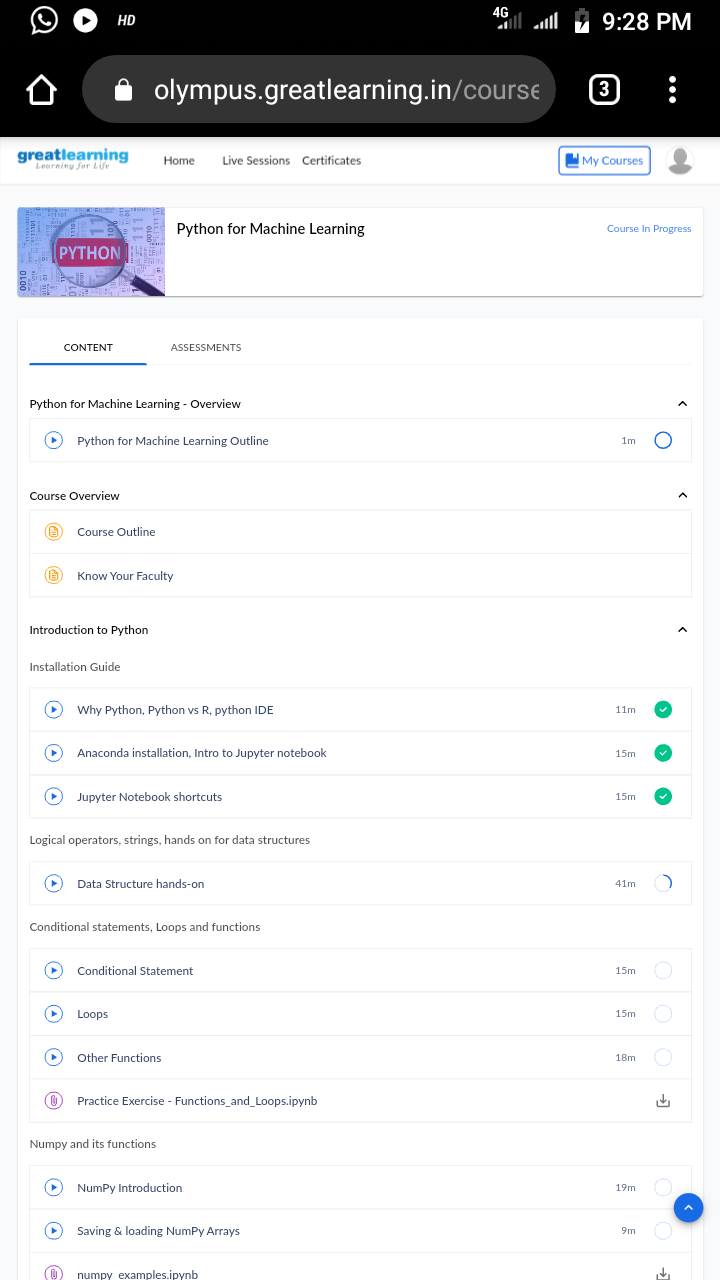 HD
4G
9:28 PM
olympus.greatlearning.in/course
3
greatlearning
Learning for Life
Home
Live Sessions
Certificates
My Courses
PYTHON
Python for Machine Learning
Course In Progress
CONTENT
ASSESSMENTS
Python for Machine Learning - Overview
Python for Machine Learning Outline 1m
Course Overview
Course Outline
Know Your Faculty
Introduction to Python
Installation Guide
Why Python, Python vs R, python IDE 11m
Anaconda installation, Intro to Jupyter notebook 15m
Jupyter Notebook shortcuts 15m
Logical operators, strings, hands on for data structures
Data Structure hands-on 41m
Conditional statements, Loops and functions
Conditional Statement 15m
Loops 15m
Other Functions 18m
Practice Exercise - Functions_and_Loops.ipynb
Numpy and its functions
NumPy Introduction 19m
Saving & loading NumPy Arrays 9m
numpy_examples.ipynb